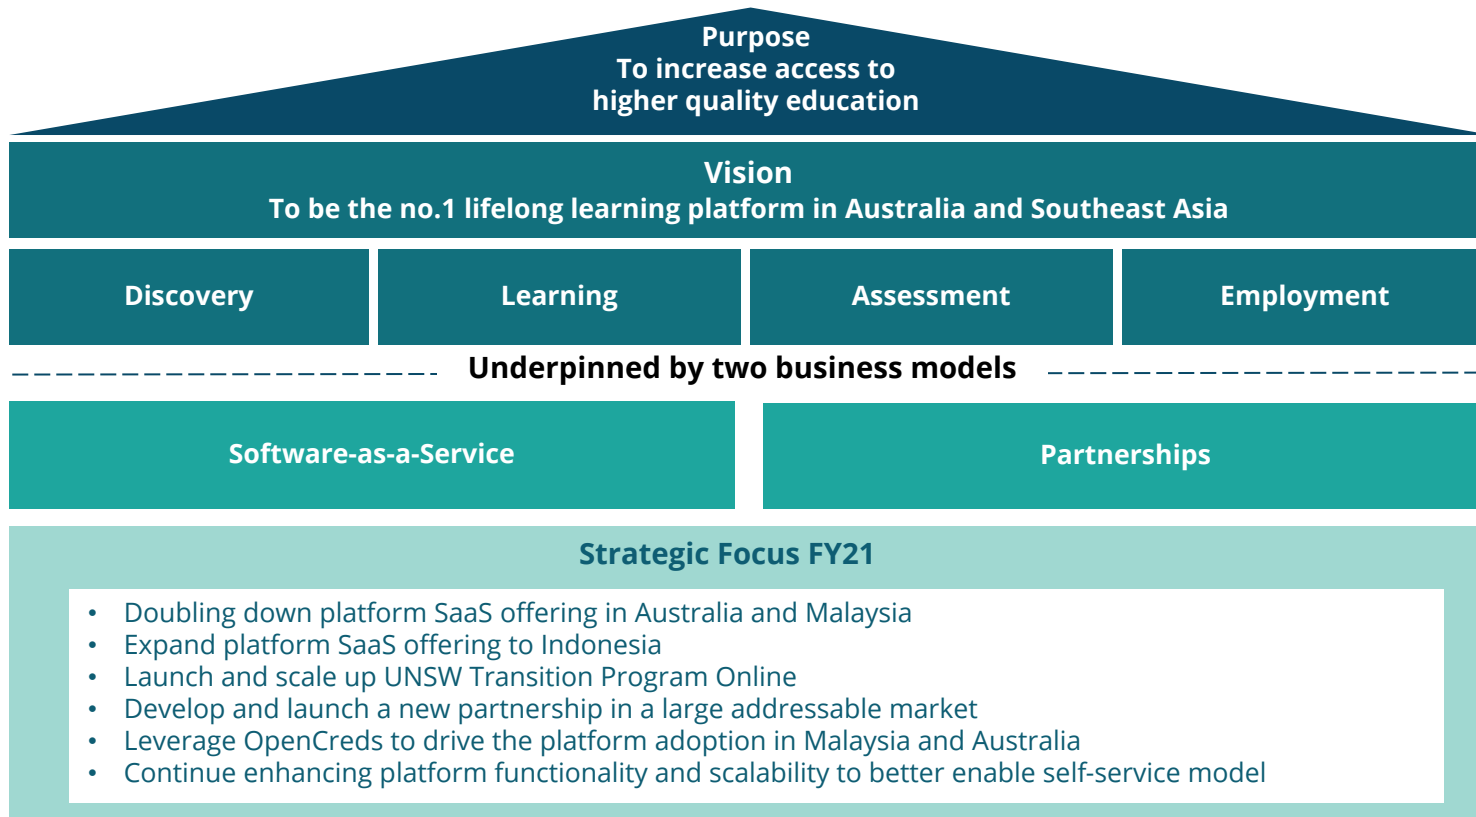 Purpose
To increase access to
higher quality education
Vision
To be the no.1 lifelong learning platform in Australia and Southeast Asia
Discovery
Learning
Assessment
Employment
Underpinned by two business models
Software-as-a-Service
Partnerships
Strategic Focus FY21
• Doubling down platform SaaS offering in Australia and Malaysia
• Expand platform SaaS offering to Indonesia
• Launch and scale up UNSW Transition Program Online
• Develop and launch a new partnership in a large addressable market
• Leverage OpenCreds to drive the platform adoption in Malaysia and Australia
• Continue enhancing platform functionality and scalability to better enable self-service model